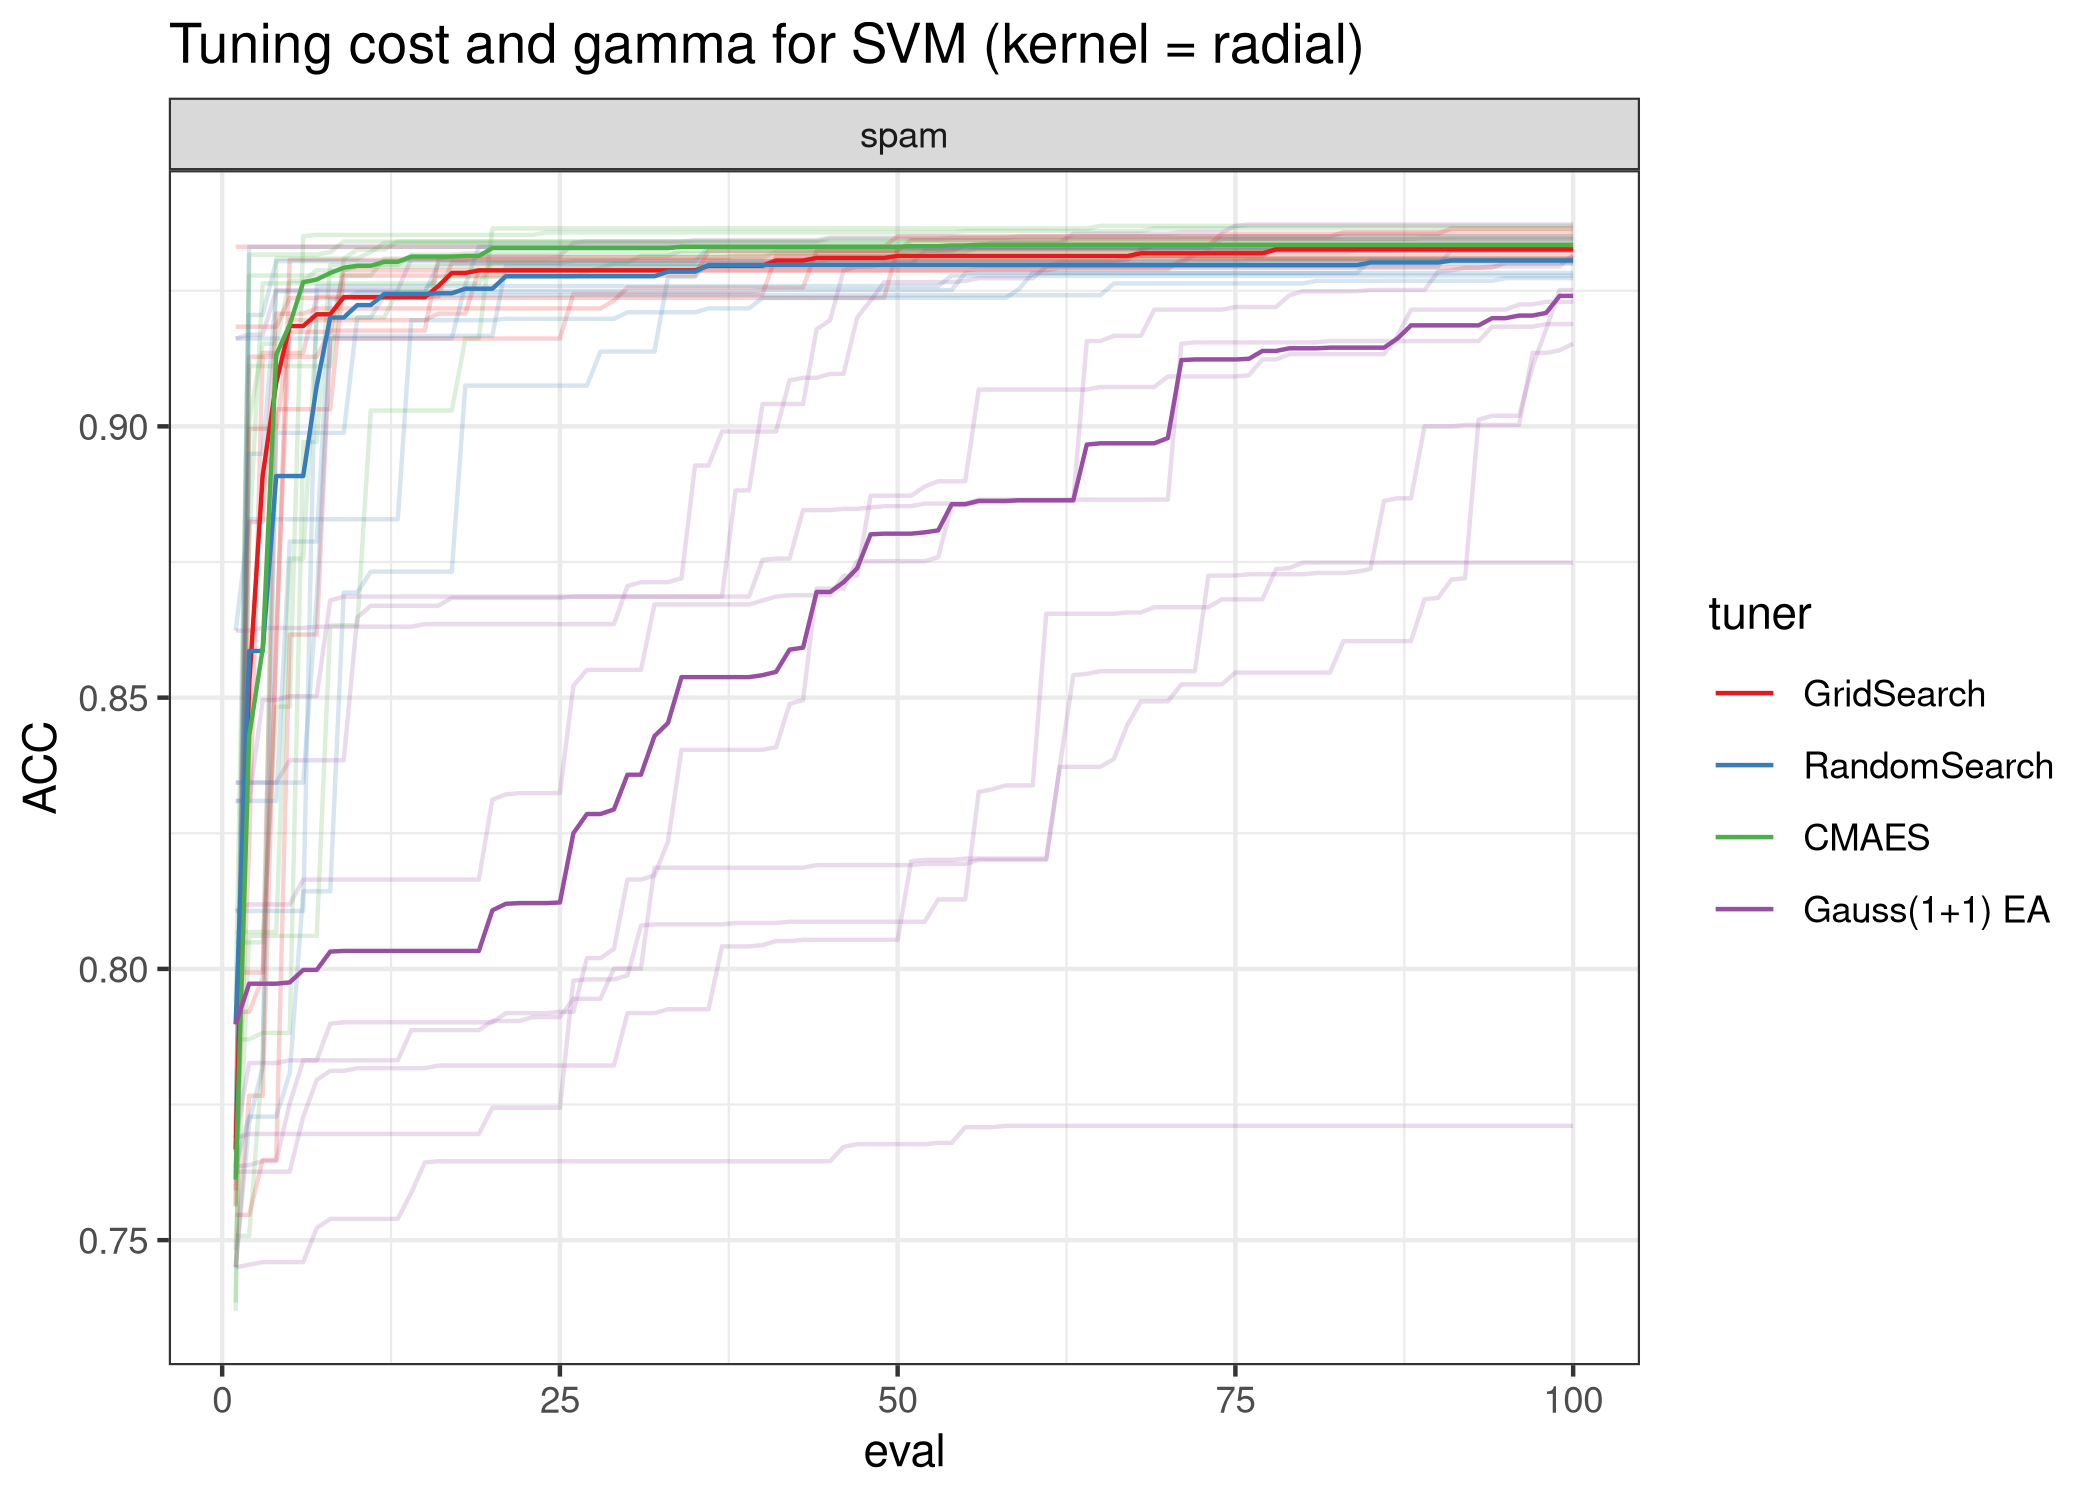 Tuning cost and gamma for SVM (kernel = radial)
spam
ACC
0.90
0.85
0.80
0.75
0
25
50
75
100
eval
tuner
GridSearch
RandomSearch
CMAES
Gauss(1+1) EA